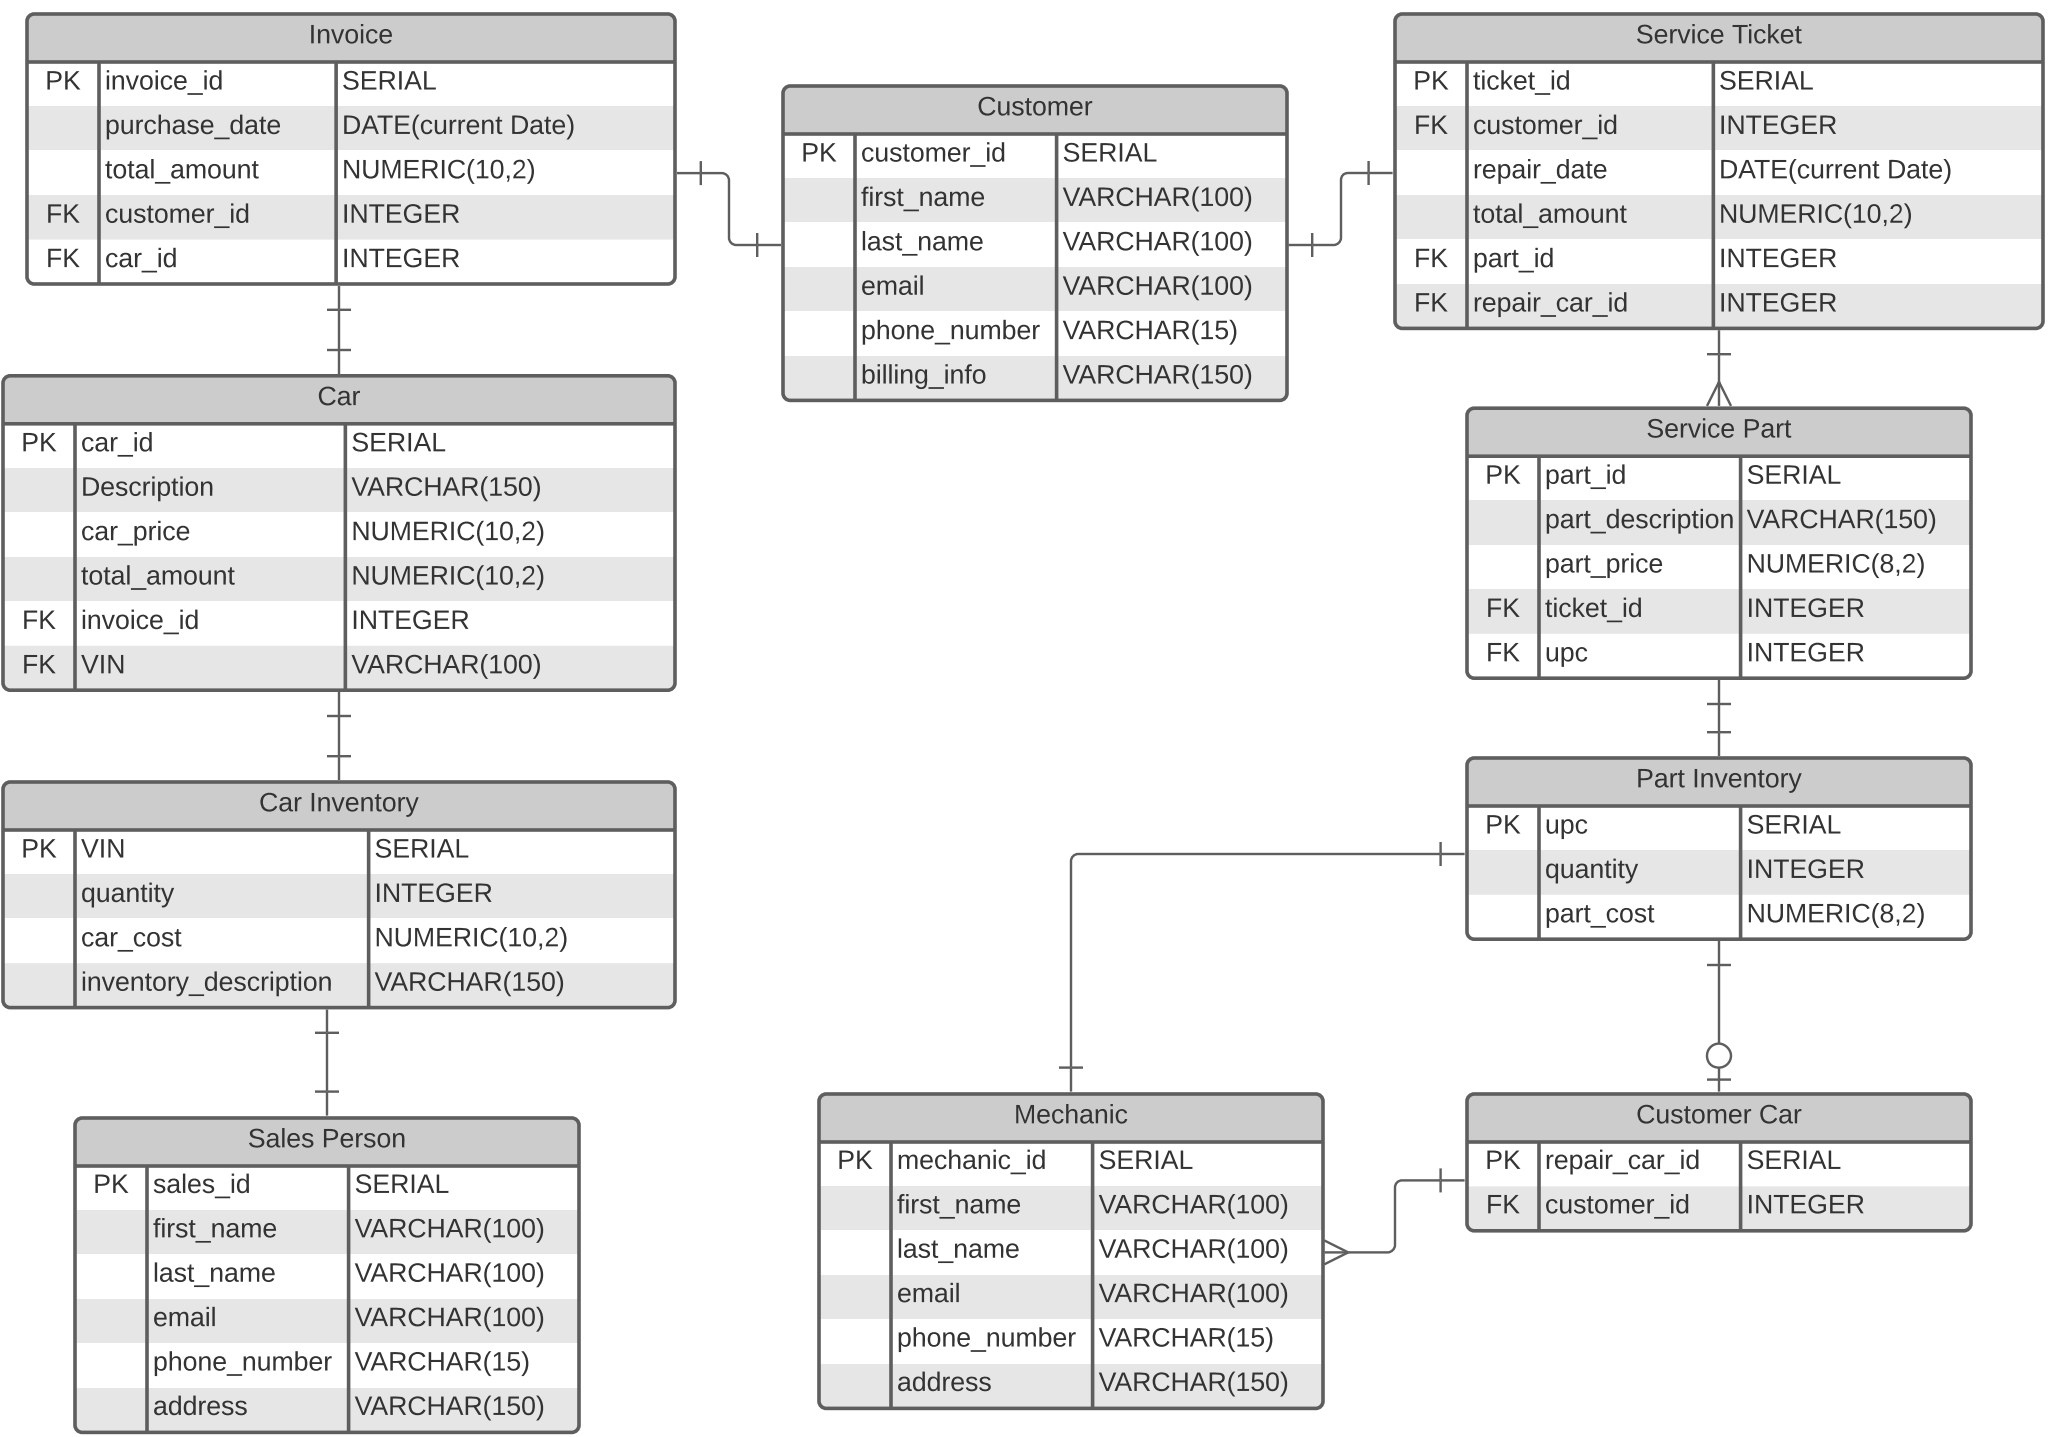 Invoice
PK invoice_id SERIAL
purchase_date DATE(current Date)
total_amount NUMERIC(10,2)
FK customer_id INTEGER
FK car_id INTEGER
Customer
PK customer_id SERIAL
first_name VARCHAR(100)
last_name VARCHAR(100)
email VARCHAR(100)
phone_number VARCHAR(15)
billing_info VARCHAR(150)
Service Ticket
PK ticket_id SERIAL
FK customer_id INTEGER
repair_date DATE(current Date)
total_amount NUMERIC(10,2)
FK part_id INTEGER
FK repair_car_id INTEGER
Car
PK car_id SERIAL
Description VARCHAR(150)
car_price NUMERIC(10,2)
total_amount NUMERIC(10,2)
FK invoice_id INTEGER
FK VIN VARCHAR(100)
Service Part
PK part_id SERIAL
part_description VARCHAR(150)
part_price NUMERIC(8,2)
FK ticket_id INTEGER
FK upc INTEGER
Car Inventory
PK VIN SERIAL
quantity INTEGER
car_cost NUMERIC(10,2)
inventory_description VARCHAR(150)
Part Inventory
PK upc SERIAL
quantity INTEGER
part_cost NUMERIC(8,2)
Sales Person
PK sales_id SERIAL
first_name VARCHAR(100)
last_name VARCHAR(100)
email VARCHAR(100)
phone_number VARCHAR(15)
address VARCHAR(150)
Mechanic
PK mechanic_id SERIAL
first_name VARCHAR(100)
last_name VARCHAR(100)
email VARCHAR(100)
phone_number VARCHAR(15)
address VARCHAR(150)
Customer Car
PK repair_car_id SERIAL
FK customer_id INTEGER